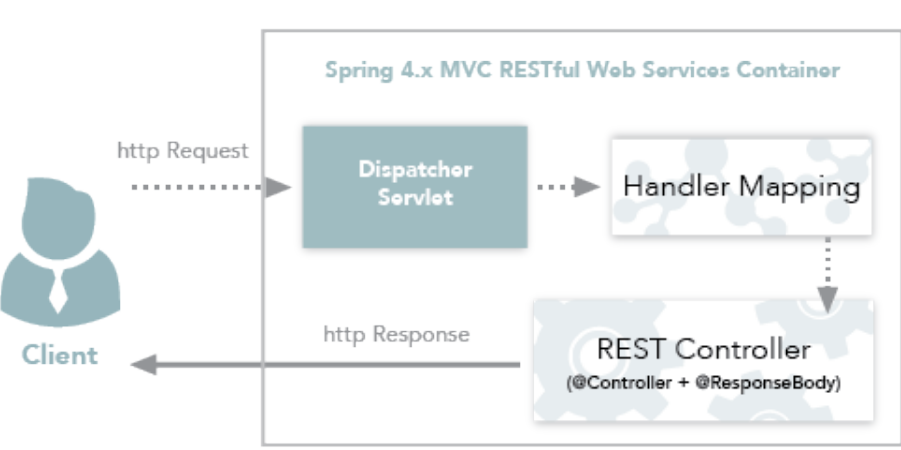 Spring 4.x MVC RESTful Web Services Container
http Request
Dispatcher
Servlet
Handler Mapping
Client
http Response
REST Controller
(@Controller + @ResponseBody)